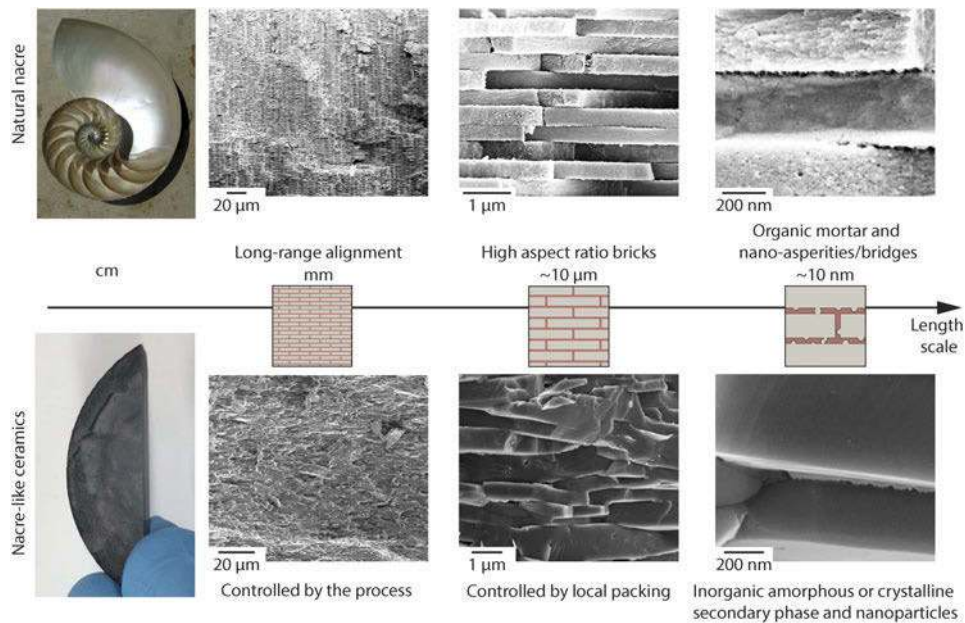 Natural nacre
20 µm
1 µm
200 nm
cm
Long-range alignment
mm
High aspect ratio bricks
~10 µm
Organic mortar and
nano-asperities/bridges
~10 nm
Length
scale
Nacre-like ceramics
20 µm
1 µm
200 nm
Controlled by the process
Controlled by local packing
Inorganic amorphous or crystalline
secondary phase and nanoparticles